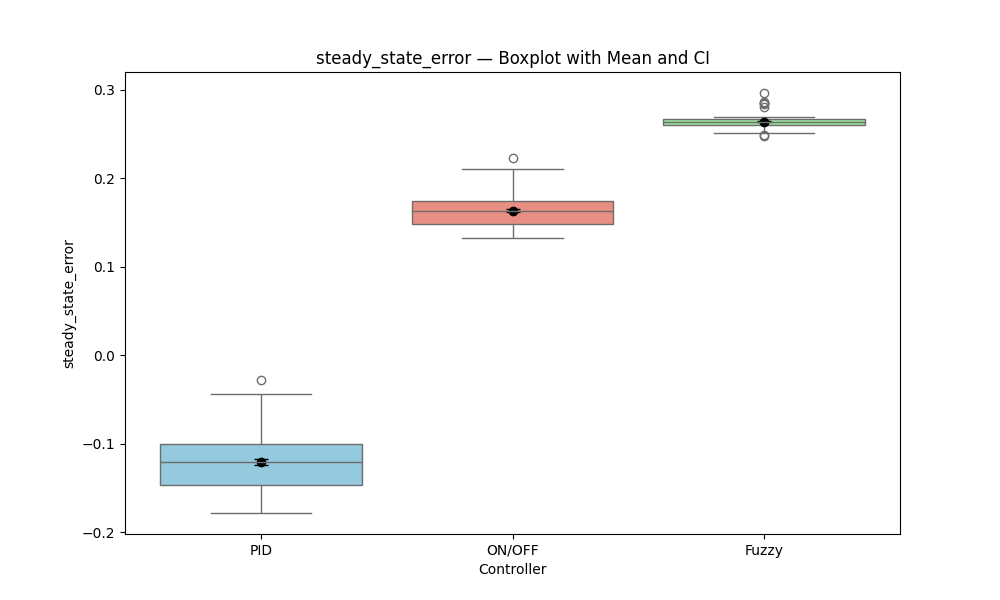 steady_state_error — Boxplot with Mean and CI
steady_state_error
0.3
0.2
0.1
0.0
−0.1
−0.2
PID
ON/OFF
Fuzzy
Controller